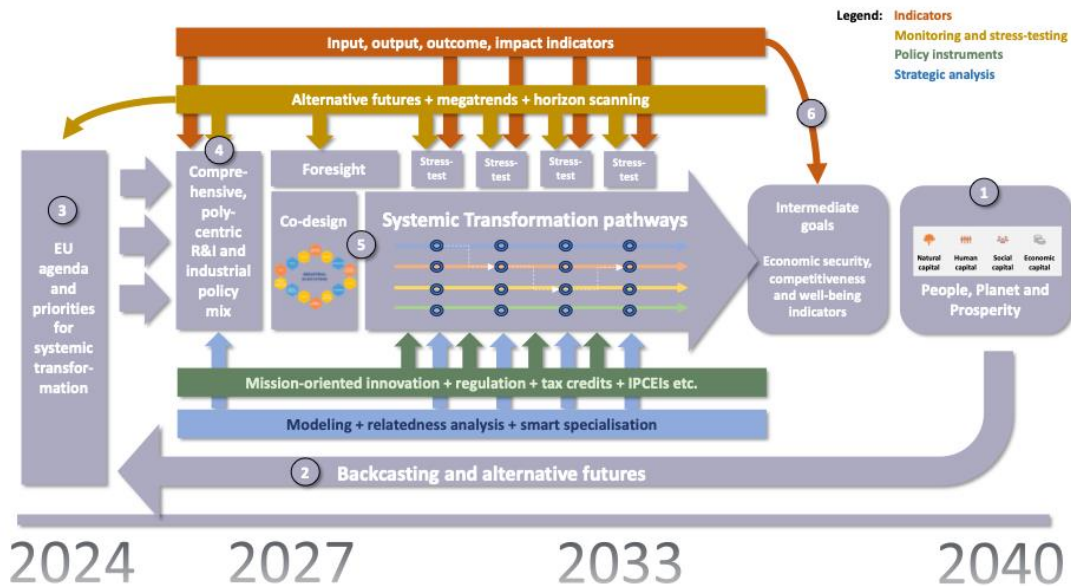 Legend: Indicators
Monitoring and stress-testing
Policy instruments
Strategic analysis
Input, output, outcome, impact indicators
Alternative futures + megatrends + horizon scanning
6
3
EU
agenda
and
priorities
for
systemic
transfor-
mation
4
Compre-
hensive,
poly-
centric
R&I and
industrial
policy
mix
Foresight
Stress-
test
Stress-
test
Stress-
test
Stress-
test
Co-design
5
Systemic Transformation pathways
Intermediate
goals
Economic security,
competitiveness
and well-being
indicators
1
Natural
capital
Human
capital
Social
capital
Economic
capital
People, Planet and
Prosperity
Mission-oriented innovation + regulation + tax credits + IPCEIs etc.
Modeling + relatedness analysis + smart specialisation
2
Backcasting and alternative futures
2024
2027
2033
2040